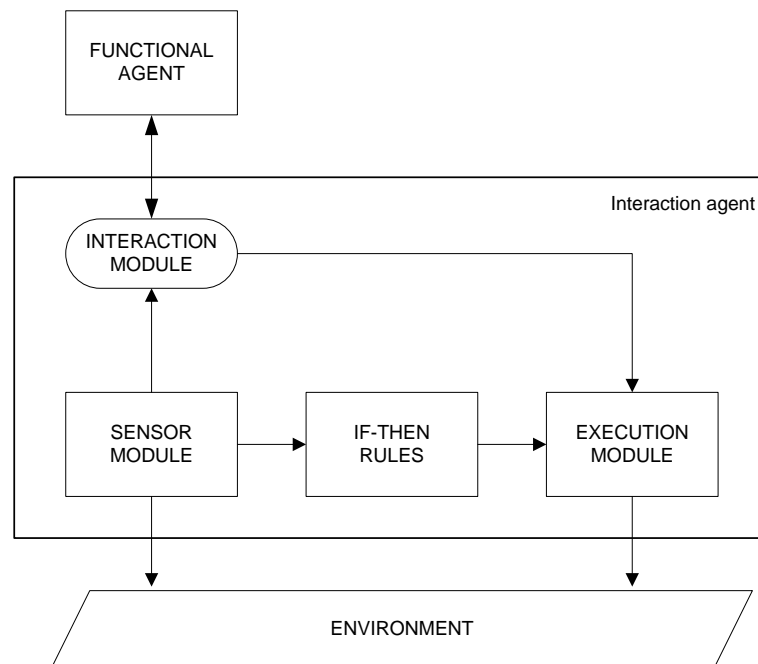 FUNCTIONAL
AGENT
Interaction agent
INTERACTION
MODULE
SENSOR
MODULE
IF-THEN
RULES
EXECUTION
MODULE
ENVIRONMENT